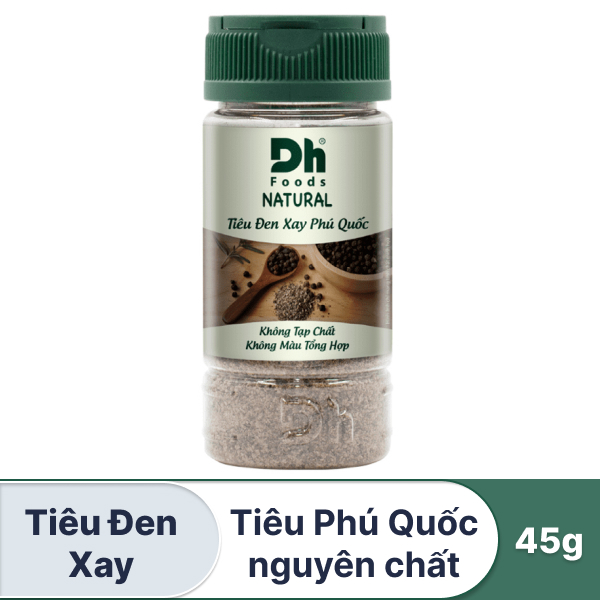 Dh®
Foods
NATURAL
Tiêu Đen Xay Phú Quốc
Không Tạp Chất
Không Màu Tổng Hợp
Dh
Tiêu Đen
Xay
Tiêu Phú Quốc
nguyên chất
45g